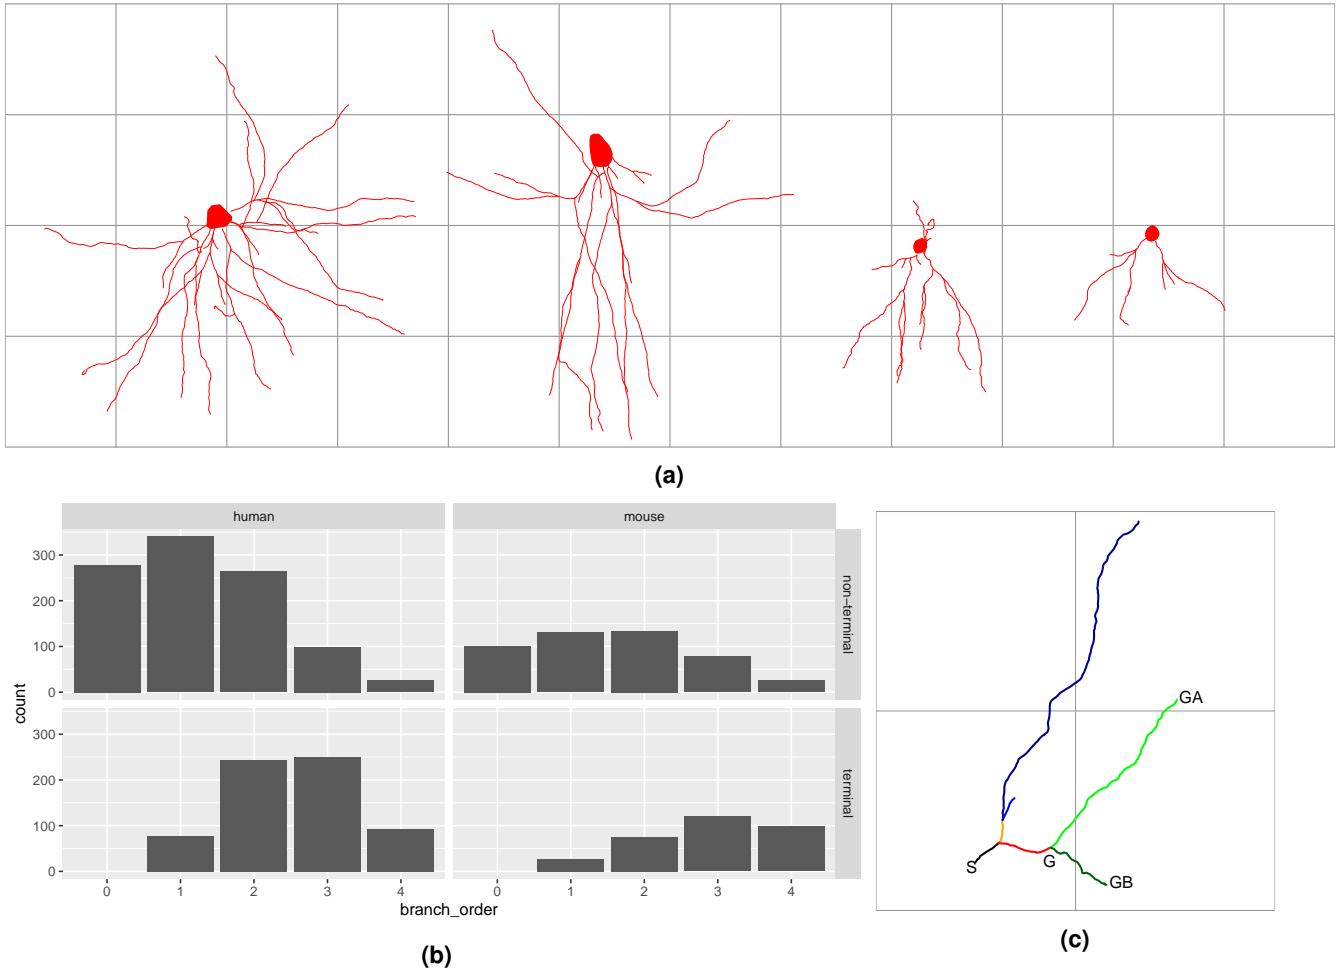 (a)
human
mouse
300
200
100
0
non−terminal
300
200
100
0
terminal
count
0 1 2 3 4
0 1 2 3 4
branch_order
(b)
GA
S
G
GB
(c)